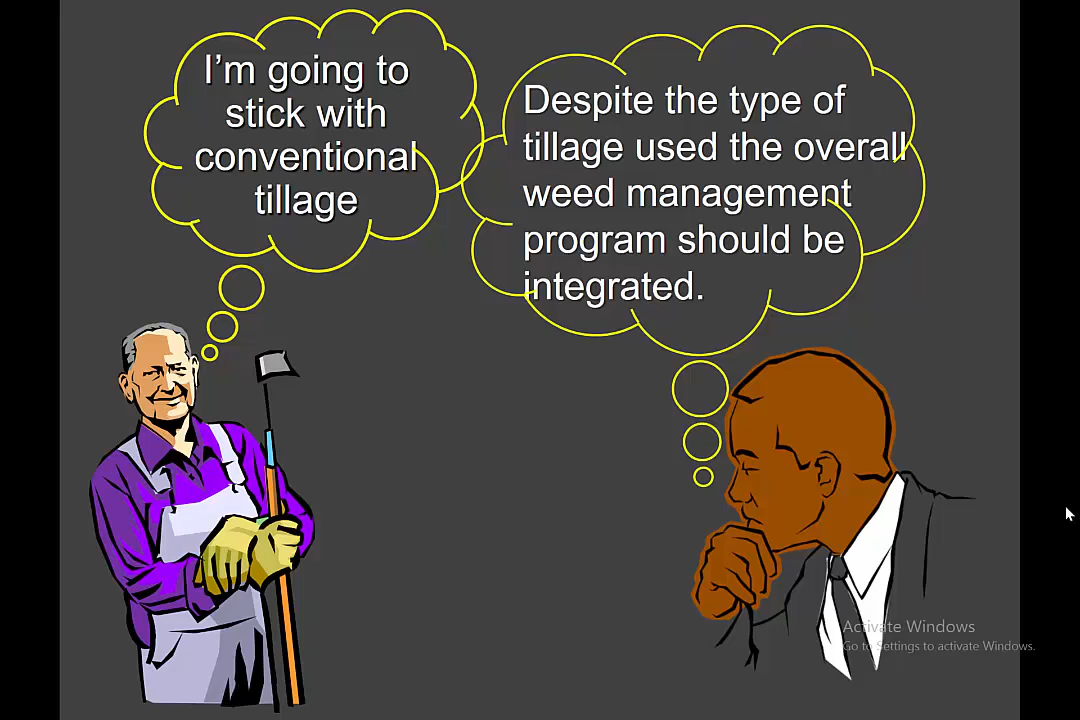 I'm going to
stick with
conventional
tillage
Despite the type of
tillage used the overall
weed management
program should be
integrated.
Activate Windows
Go to Settings to activate Windows.